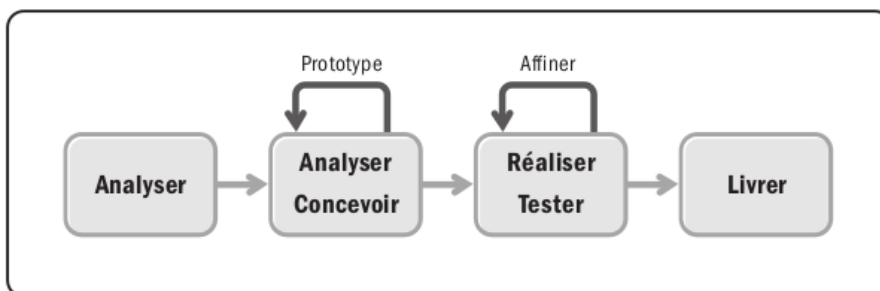 Prototype
Affiner
Analyser
Analyser
Concevoir
Réaliser
Tester
Livrer